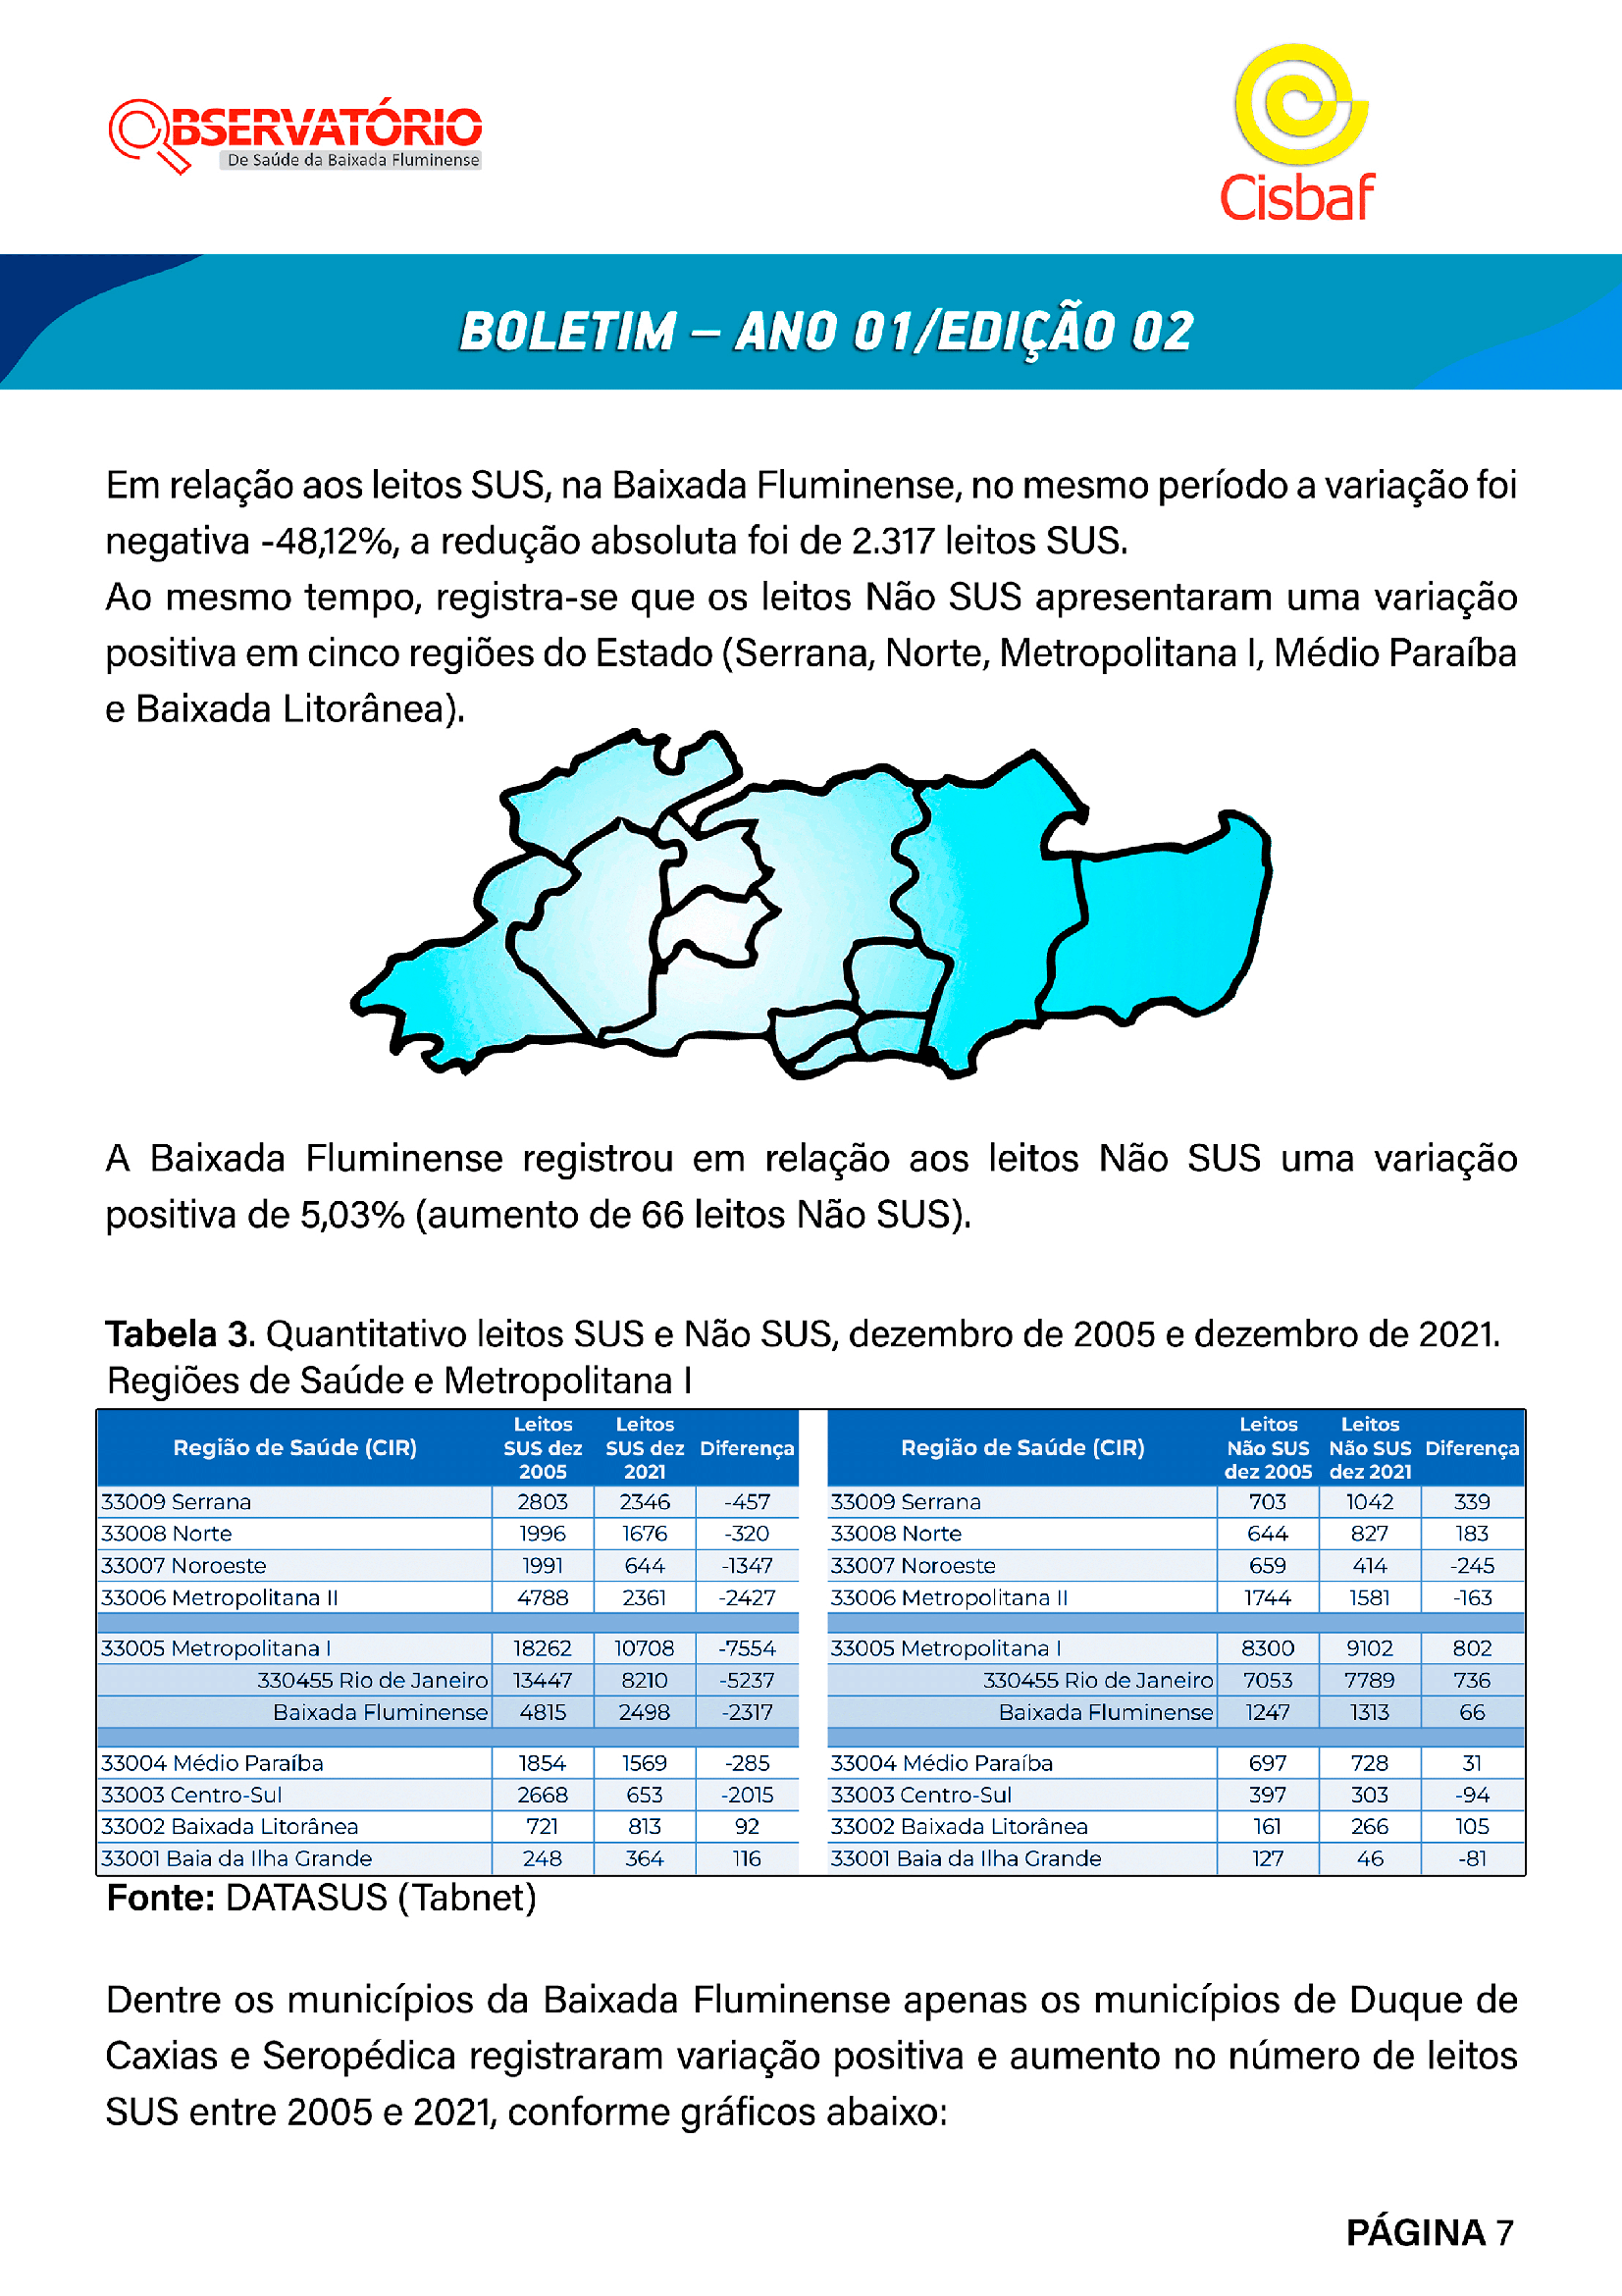 OBSERVATÓRIO
De Saúde da Baixada Fluminense
Cisbaf
BOLETIM – ANO 01/EDIÇÃO 02
Em relação aos leitos SUS, na Baixada Fluminense, no mesmo período a variação foi
negativa -48,12%, a redução absoluta foi de 2.317 leitos SUS.
Ao mesmo tempo, registra-se que os leitos Não SUS apresentaram uma variação
positiva em cinco regiões do Estado (Serrana, Norte, Metropolitana I, Médio Paraíba
e Baixada Litorânea).
A Baixada Fluminense registrou em relação aos leitos Não SUS uma variação
positiva de 5,03% (aumento de 66 leitos Não SUS).
Tabela 3. Quantitativo leitos SUS e Não SUS, dezembro de 2005 e dezembro de 2021.
Regiões de Saúde e Metropolitana I
Região de Saúde (CIR) Leitos SUS dez 2005 Leitos SUS dez 2021 Diferença Região de Saúde (CIR) Leitos Não SUS dez 2005 Leitos Não SUS dez 2021 Diferença
33009 Serrana 2803 2346 -457 33009 Serrana 703 1042 339
33008 Norte 1996 1676 -320 33008 Norte 644 827 183
33007 Noroeste 1991 644 -1347 33007 Noroeste 659 414 -245
33006 Metropolitana II 4788 2361 -2427 33006 Metropolitana II 1744 1581 -163
33005 Metropolitana I 18262 10708 -7554 33005 Metropolitana I 8300 9102 802
330455 Rio de Janeiro 13447 8210 -5237 330455 Rio de Janeiro 7053 7789 736
Baixada Fluminense 4815 2498 -2317 Baixada Fluminense 1247 1313 66
33004 Médio Paraíba 1854 1569 -285 33004 Médio Paraíba 697 728 31
33003 Centro-Sul 2668 653 -2015 33003 Centro-Sul 397 303 -94
33002 Baixada Litorânea 721 813 92 33002 Baixada Litorânea 161 266 105
33001 Baia da Ilha Grande 248 364 116 33001 Baia da Ilha Grande 127 46 -81
Fonte: DATASUS (Tabnet)
Dentre os municípios da Baixada Fluminense apenas os municípios de Duque de
Caxias e Seropédica registraram variação positiva e aumento no número de leitos
SUS entre 2005 e 2021, conforme gráficos abaixo:
PÁGINA 7